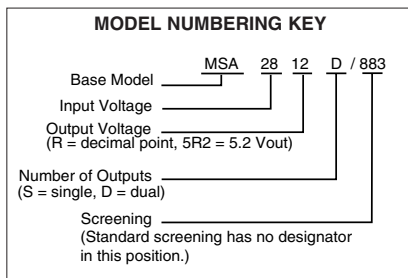 MODEL NUMBERING KEY
MSA 28 12 D / 883
Base Model
Input Voltage
Output Voltage
(R = decimal point, 5R2 = 5.2 Vout)
Number of Outputs
(S = single, D = dual)
Screening
(Standard screening has no designator
in this position.)